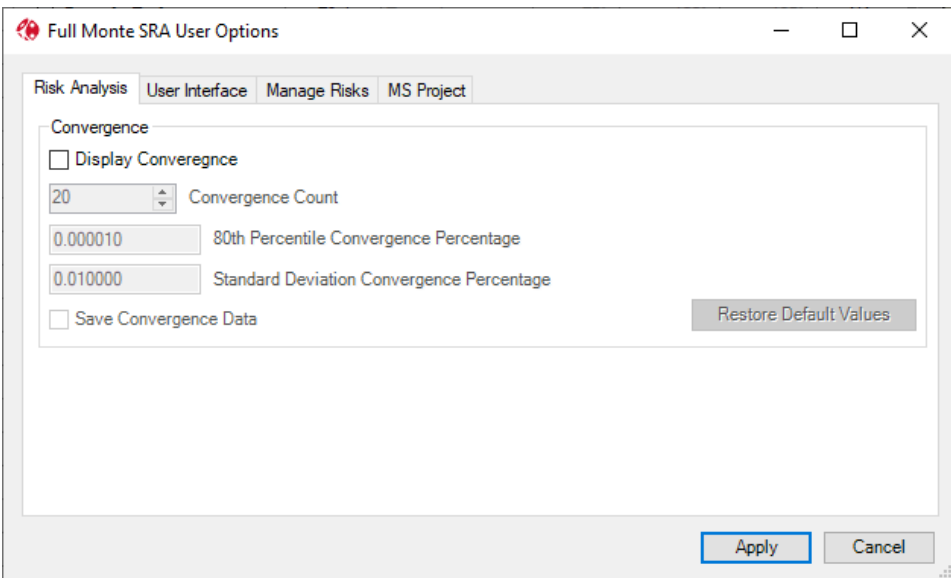 Full Monte SRA User Options
Risk Analysis User Interface Manage Risks MS Project
Convergence
Display Converegnce
20 Convergence Count
0.000010 80th Percentile Convergence Percentage
0.010000 Standard Deviation Convergence Percentage
Save Convergence Data Restore Default Values
Apply Cancel